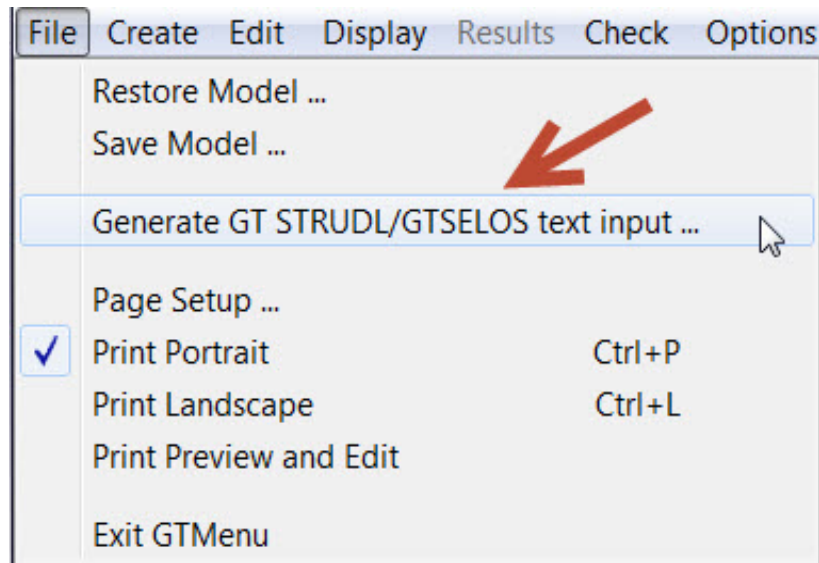 File Create Edit Display Results Check Options
Restore Model ...
Save Model ...
Generate GT STRUDL/GTSELOS text input ...
Page Setup ...
Print Portrait Ctrl+P
Print Landscape Ctrl+L
Print Preview and Edit
Exit GTMenu